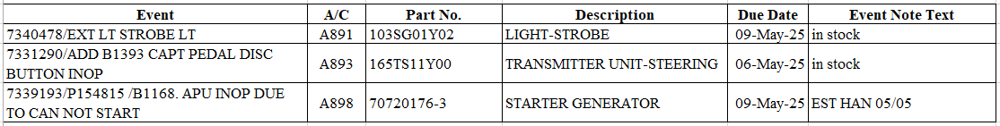 Event A/C Part No. Description Due Date Event Note Text
7340478/EXT LT STROBE LT A891 103SG01Y02 LIGHT-STROBE 09-May-25 in stock
7331290/ADD B1393 CAPT PEDAL DISC
BUTTON INOP A893 165TS11Y00 TRANSMITTER UNIT-STEERING 06-May-25 in stock
7339193/P154815 /B1168. APU INOP DUE
TO CAN NOT START A898 70720176-3 STARTER GENERATOR 09-May-25 EST HAN 05/05